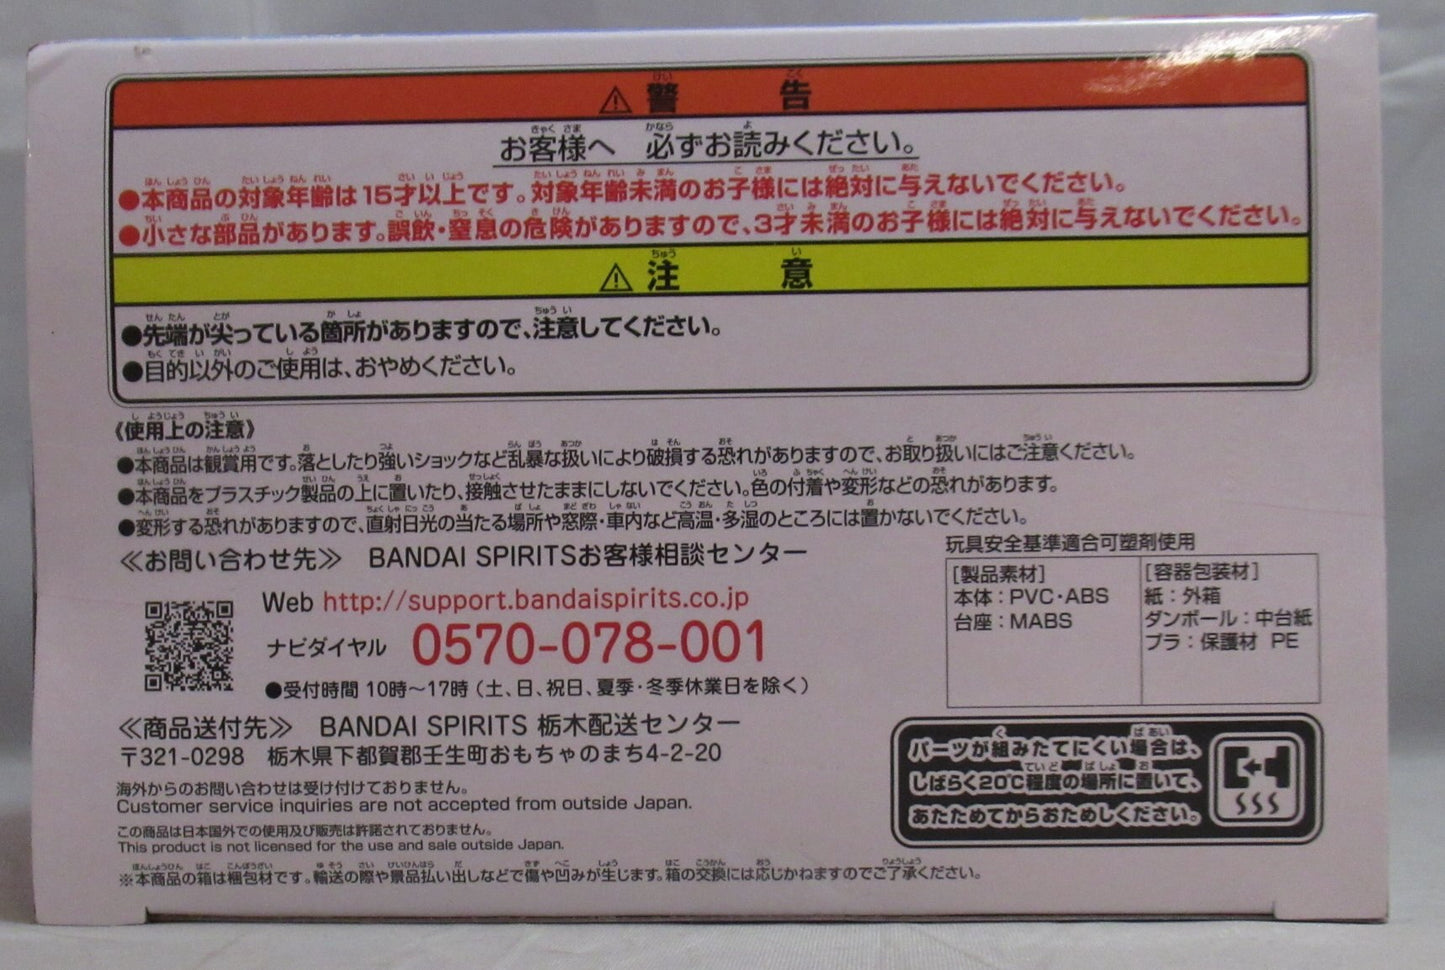 ⚠警告
お客様へ 必ずお読みください。
●本商品の対象年齢は15才以上です。対象年齢未満のお子様には絶対に与えないでください。
●小さな部品があります。誤飲・窒息の危険がありますので、3才未満のお子様には絶対に与えないでください。
⚠注意
●先端が尖っている箇所がありますので、注意してください。
●目的以外のご使用は、おやめください。
《使用上の注意》
●本商品は観賞用です。落としたり強いショックなど乱暴な扱いにより破損する恐れがありますので、お取り扱いにはご注意ください。
●本商品をプラスチック製品の上に置いたり、接触させたままにしないでください。色の付着や変形などの恐れがあります。
●変形する恐れがありますので、直射日光の当たる場所や窓際・車内など高温・多湿のところには置かないでください。
≪お問い合わせ先≫ BANDAI SPIRITSお客様相談センター
Web http://support.bandaispirits.co.jp
ナビダイヤル 0570-078-001
●受付時間 10時～17時（土、日、祝日、夏季・冬季休業日を除く）
≪商品送付先≫ BANDAI SPIRITS 栃木配送センター
〒321-0298 栃木県下都賀郡壬生町おもちゃのまち4-2-20
海外からのお問い合わせは受け付けておりません。
Customer service inquiries are not accepted from outside Japan.
この商品は日本国外での使用及び販売は許諾されておりません。
This product is not licensed for the use and sale outside Japan.
※本商品の箱は梱包材です。輸送の際や景品払い出しなどで傷や凹みが生じます。箱の交換には応じかねますのでご了承ください。
玩具安全基準適合可塑剤使用
［製品素材］
本体：PVC・ABS
台座：MABS
［容器包装材］
紙：外箱
ダンボール：中台紙
プラ：保護材 PE
パーツが組みたてにくい場合は、
しばらく20℃程度の場所に置いて、
あたためてからおためしください。